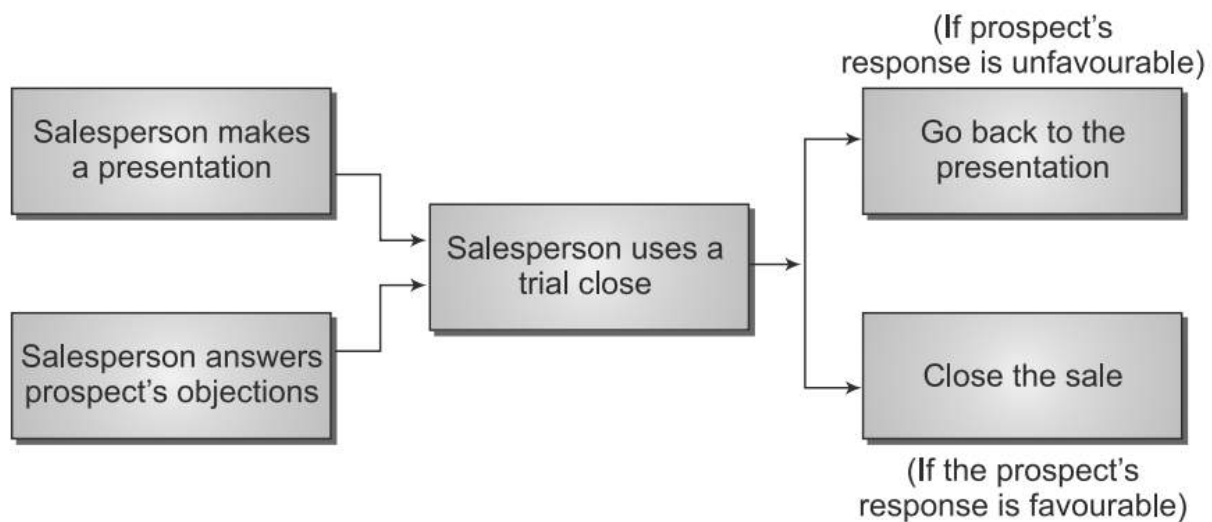 (If prospect's
response is unfavourable)
Salesperson makes
a presentation
Go back to the
presentation
Salesperson uses a
trial close
Salesperson answers
prospect's objections
Close the sale
(If the prospect's
response is favourable)